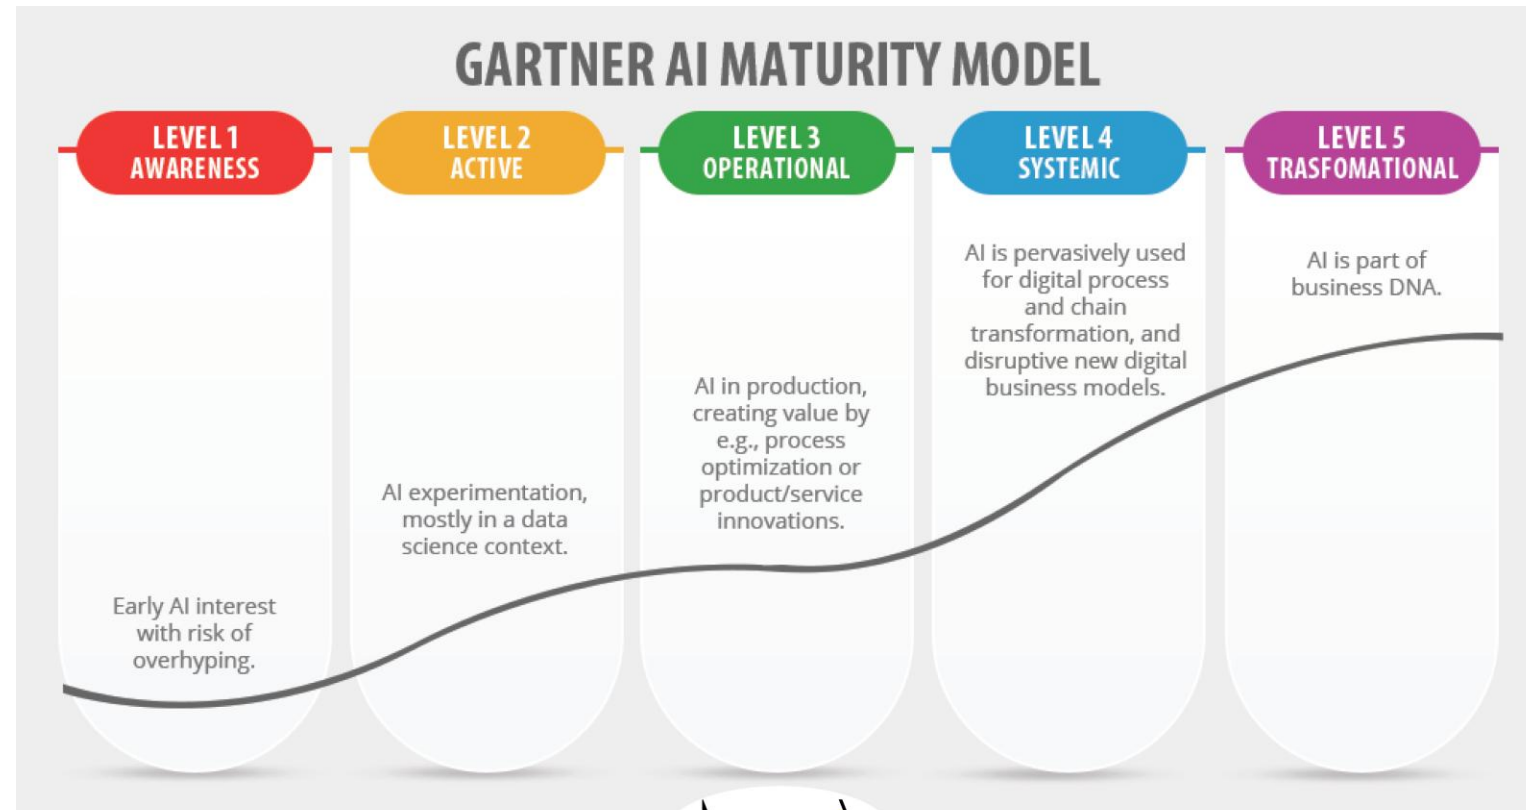 GARTNER AI MATURITY MODEL
LEVEL 1
AWARENESS
Early AI interest
with risk of
overhyping.
LEVEL 2
ACTIVE
AI experimentation,
mostly in a data
science context.
LEVEL 3
OPERATIONAL
AI in production,
creating value by
e.g., process
optimization or
product/service
innovations.
LEVEL 4
SYSTEMIC
AI is pervasively used
for digital process
and chain
transformation, and
disruptive new digital
business models.
LEVEL 5
TRASFOMATIONAL
AI is part of
business DNA.